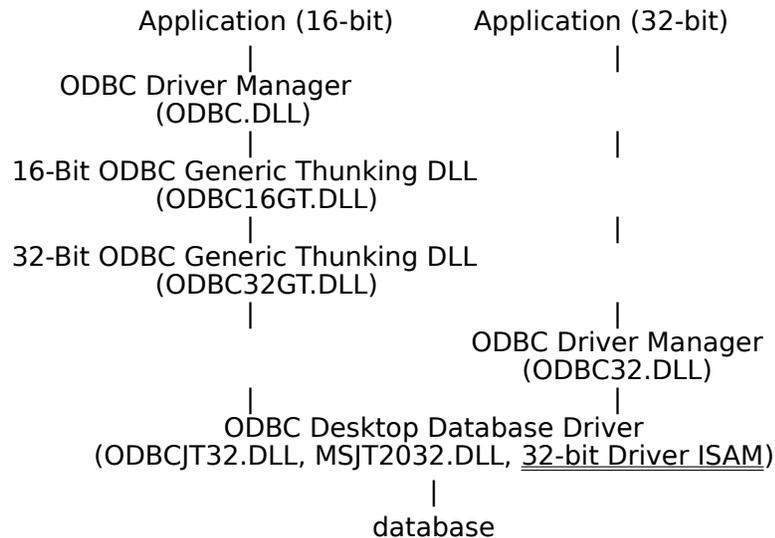 Application (16-bit) Application (32-bit)
| |
ODBC Driver Manager
(ODBC.DLL)
| |
16-Bit ODBC Generic Thunking DLL
(ODBC16GT.DLL)
| |
32-Bit ODBC Generic Thunking DLL
(ODBC32GT.DLL)
| |
ODBC Driver Manager
(ODBC32.DLL)
| |
ODBC Desktop Database Driver
(ODBCJT32.DLL, MSJT2032.DLL, 32-bit Driver ISAM)
|
database